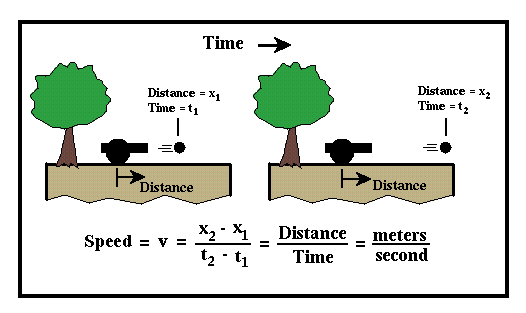 Time
Distance = x1
Time = t1
Distance = x2
Time = t2
Distance
Distance
Speed = v = x2 - x1 / t2 - t1 = Distance / Time = meters / second